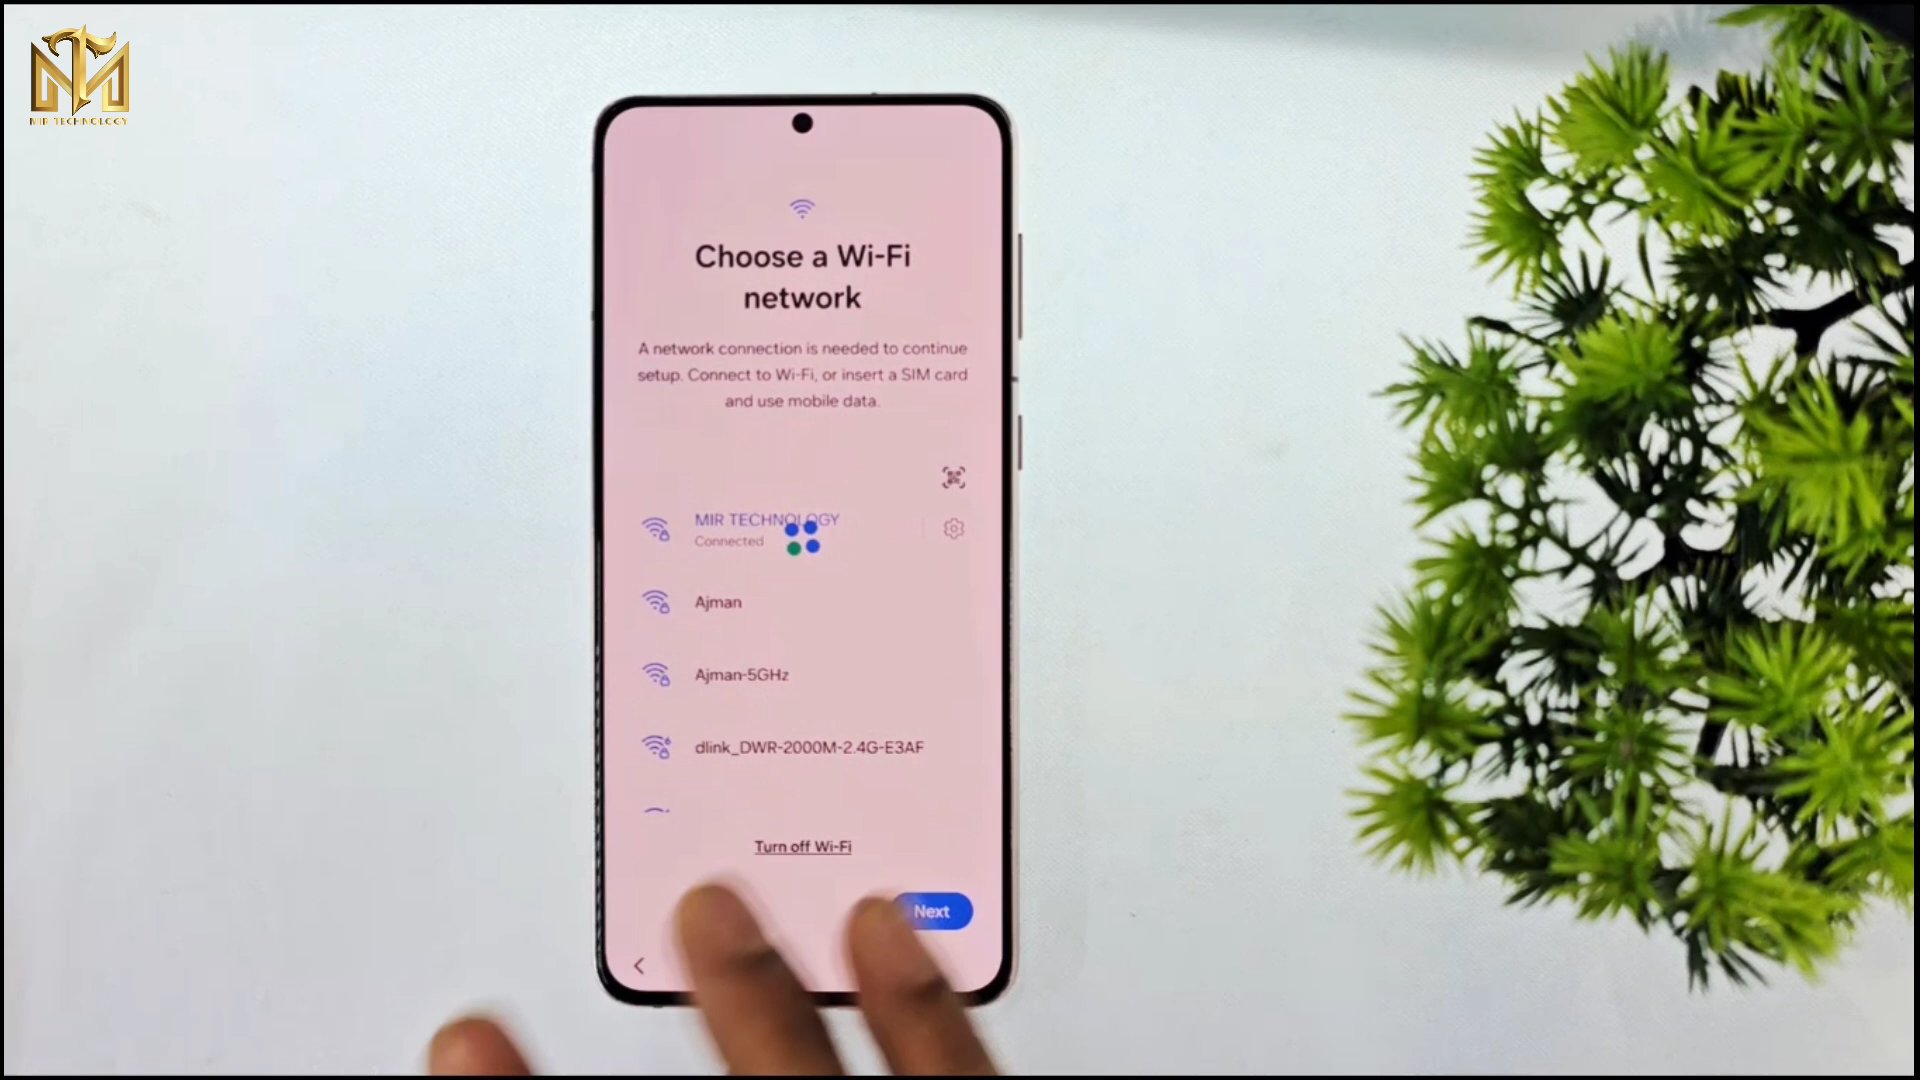 MIR TECHNOLOGY
Choose a Wi-Fi
network
A network connection is needed to continue
setup. Connect to Wi-Fi, or insert a SIM card
and use mobile data.
MIR TECHNOLOGY
Connected
Ajman
Ajman-5GHz
dlink_DWR-2000M-2.4G-E3AF
Turn off Wi-Fi
Next